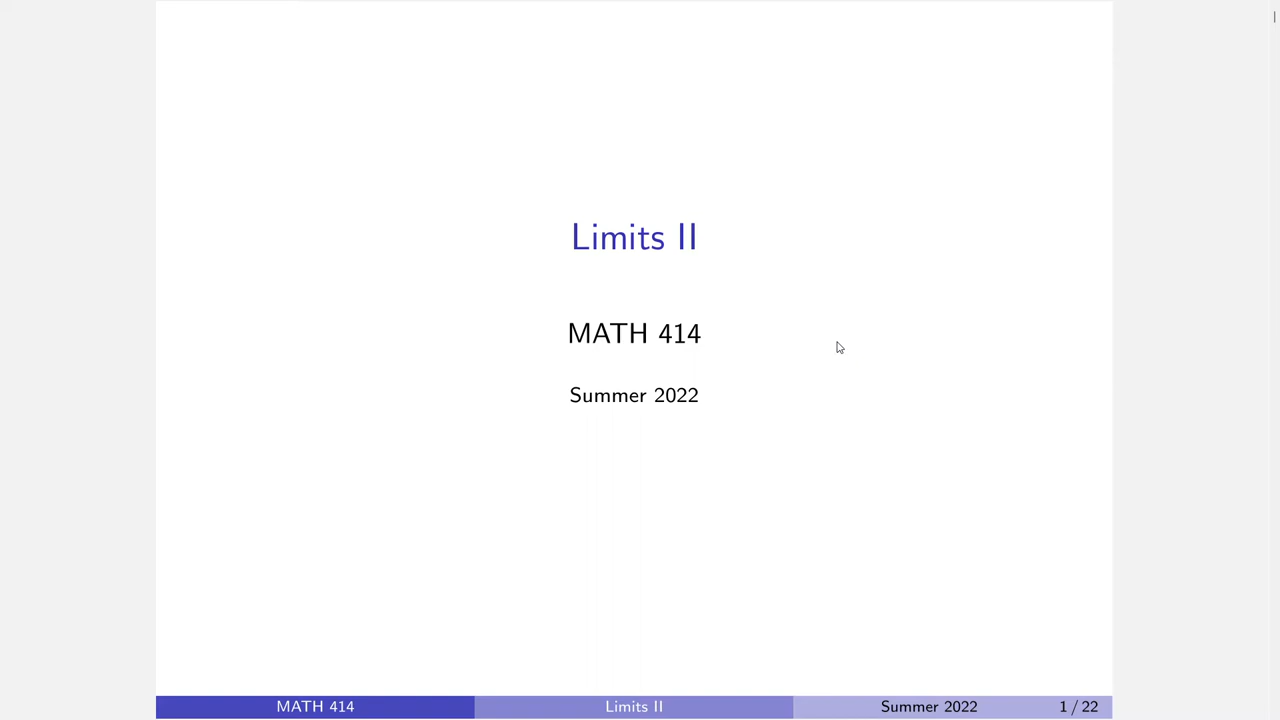 Limits II
MATH 414
Summer 2022
MATH 414 Limits II Summer 2022 1 / 22